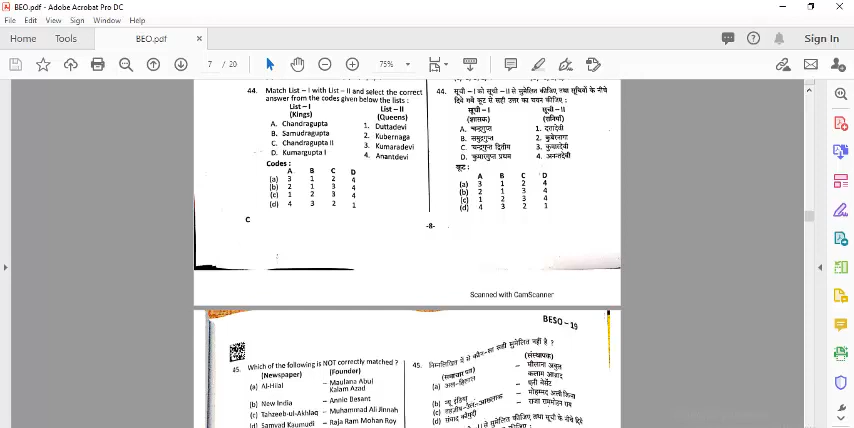 BEO.pdf - Adobe Acrobat Pro DC
File Edit View Sign Window Help
Home Tools BEO.pdf × Sign In
7 / 20 75%
44. Match List – I with List – II and select the correct
answer from the codes given below the lists :
List – I List – II
(Kings) (Queens)
A. Chandragupta 1. Duttadevi
B. Samudragupta 2. Kubernaga
C. Chandragupta II 3. Kumaradevi
D. Kumargupta I 4. Anantdevi
Codes :
A B C D
(a) 3 1 2 4
(b) 2 1 3 4
(c) 1 2 3 4
(d) 4 3 2 1
C
44. सूची –I को सूची –II से सुमेलित कीजिए तथा सूचियों के नीचे
दिये गये कूट से सही उत्तर का चयन कीजिए :
सूची –I सूची –II
(शासक) (रानियाँ)
A. चन्द्रगुप्त 1. दत्तादेवी
B. समुद्रगुप्त 2. कुबेरनागा
C. चन्द्रगुप्त द्वितीय 3. कुमारदेवी
D. कुमारगुप्त प्रथम 4. अनन्तदेवी
कूट :
A B C D
(a) 3 1 2 4
(b) 2 1 3 4
(c) 1 2 3 4
(d) 4 3 2 1
-8-
Scanned with CamScanner
BESO – 19
45. Which of the following is NOT correctly matched ?
(Newspaper) (Founder)
(a) Al-Hilal – Maulana Abul
Kalam Azad
(b) New India – Annie Besant
(c) Tahzeeb-ul-Akhlaq – Muhammad Ali Jinnah
(d) Samvad Kaumudi – Raja Ram Mohan Roy
45. निम्नलिखित में से कौन-सा सही सुमेलित नहीं है ?
(समाचार पत्र) (संस्थापक)
(a) अल-हिलाल – मौलाना अबुल
कलाम आजाद
(b) न्यू इंडिया – एनी बेसेंट
(c) तहजीब-उल-अख्लाक – मोहम्मद अली जिन्ना
(d) संवाद कौमुदी – राजा राममोहन राय